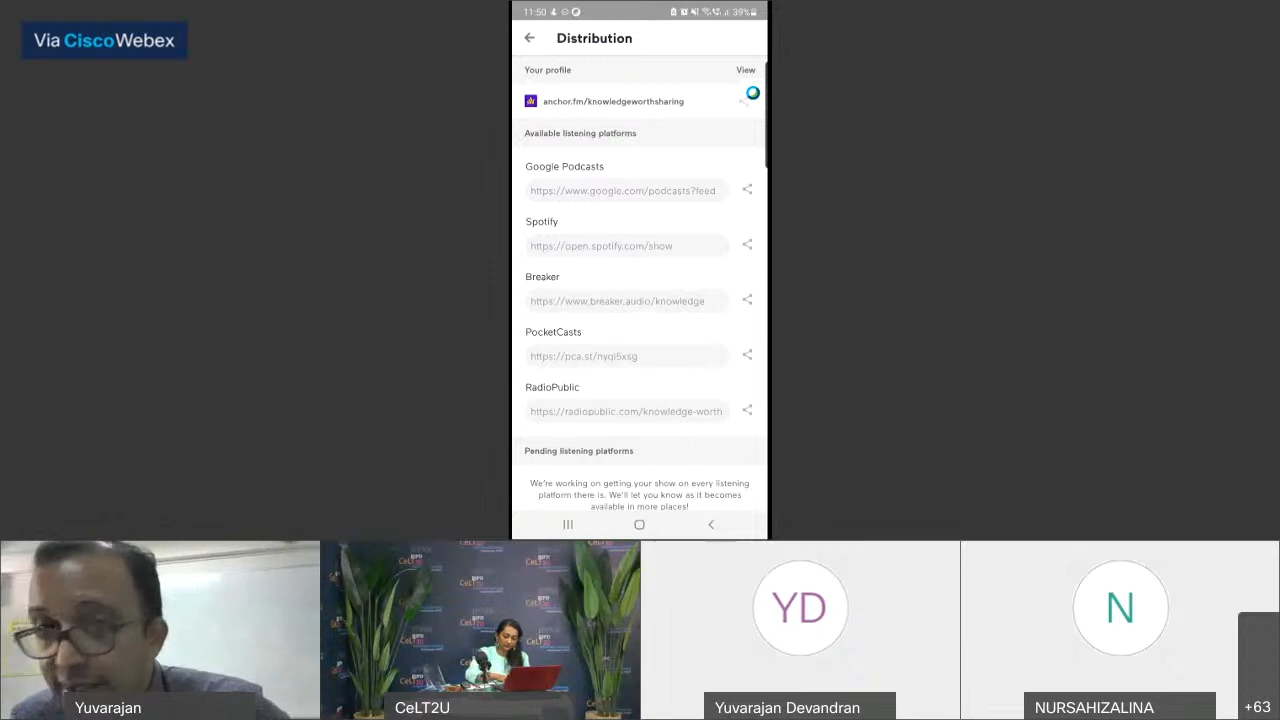 Via CiscoWebex
11:50
39%
Distribution
Your profile
View
anchor.fm/knowledgeworthsharing
Available listening platforms
Google Podcasts
https://www.google.com/podcasts?feed
Spotify
https://open.spotify.com/show
Breaker
https://www.breaker.audio/knowledge
PocketCasts
https://pca.st/nyqi5xsg
RadioPublic
https://radiopublic.com/knowledge-worth
Pending listening platforms
We're working on getting your show on every listening
platform there is. We'll let you know as it becomes
available in more places!
CeLT2U
YD
N
Yuvarajan
CeLT2U
Yuvarajan Devandran
NURSAHIZALINA
+63